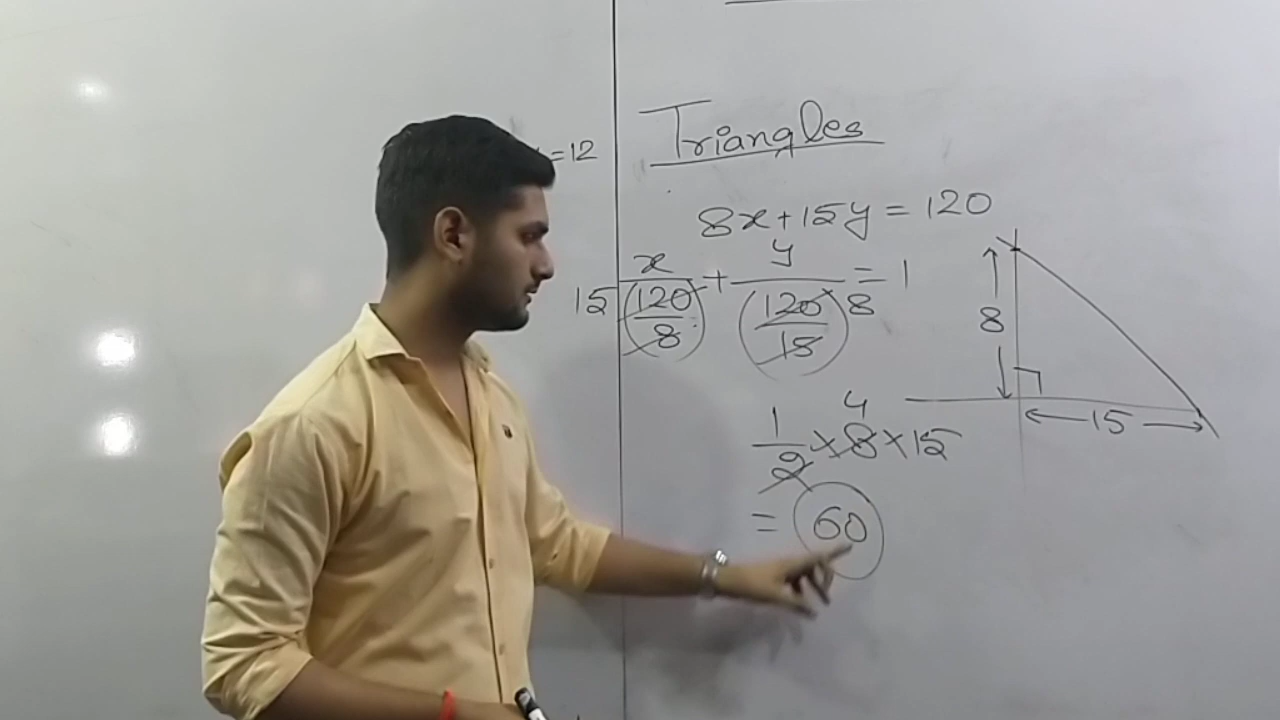 =12
Triangles
8x+15y=120
x/(120/8) + y/(120/15) = 1
15
8
8
15
1/2×8×15
4
=60